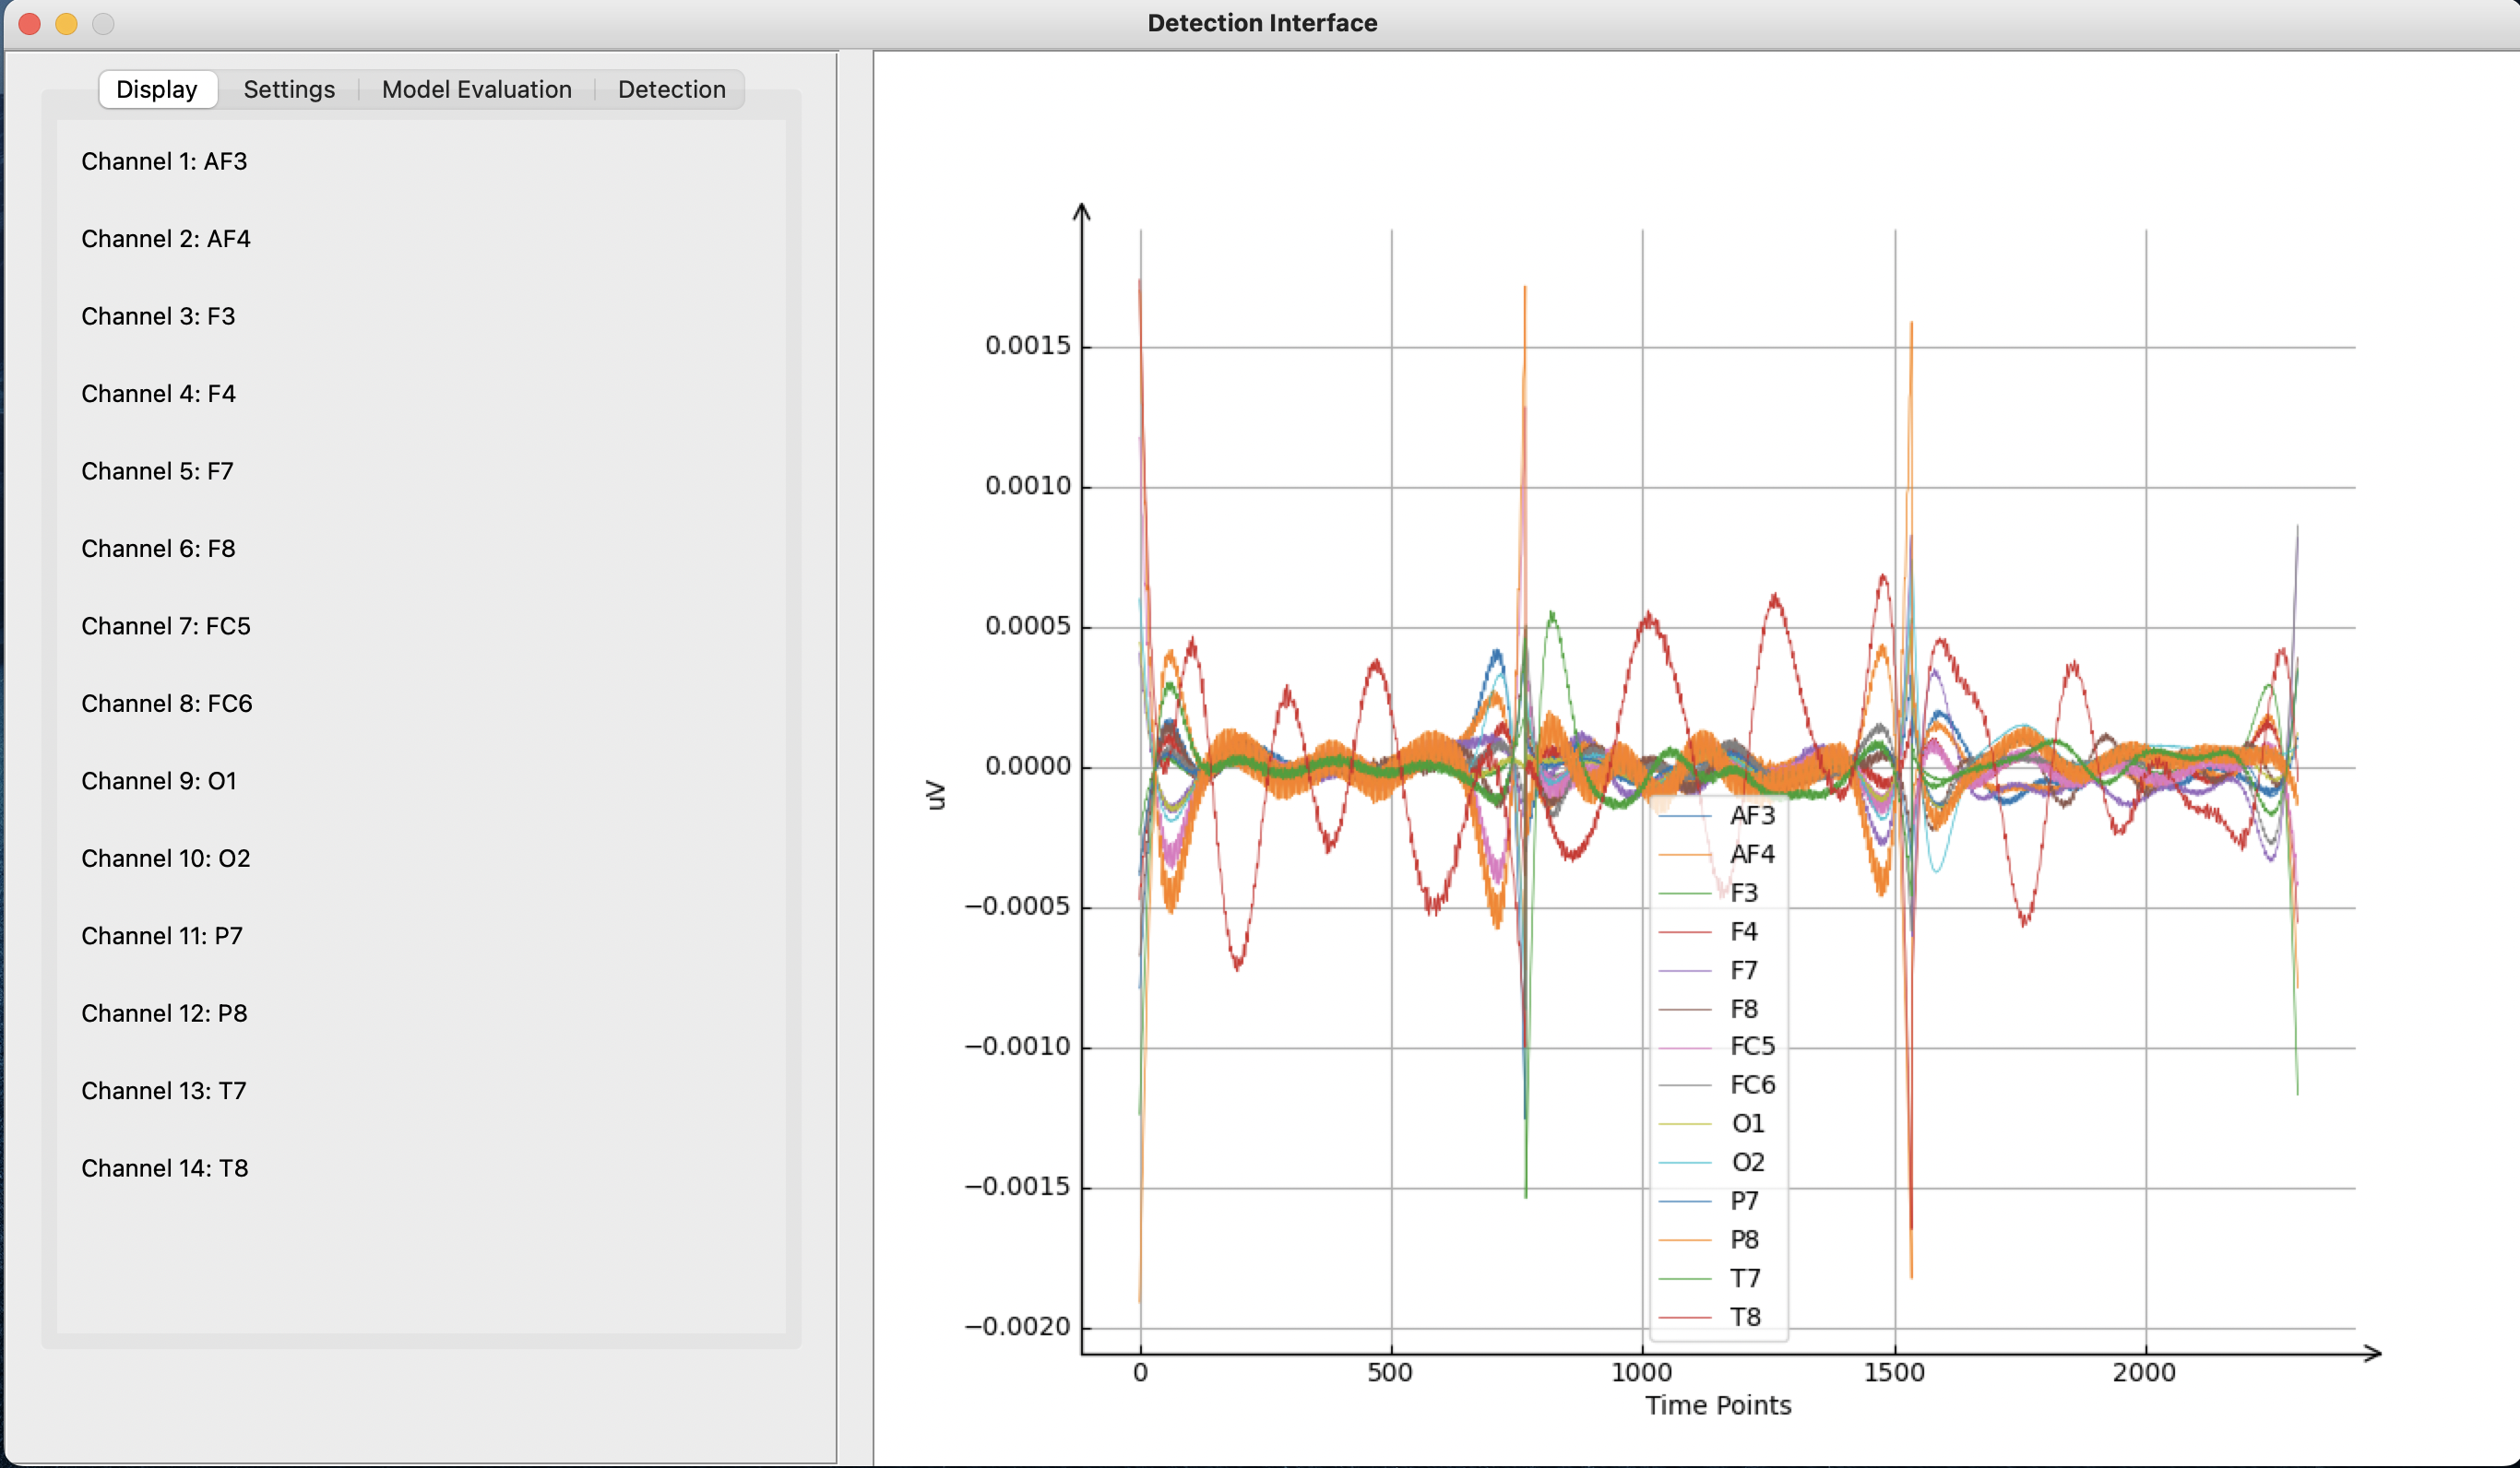 Detection Interface
Display Settings Model Evaluation Detection
Channel 1: AF3
Channel 2: AF4
Channel 3: F3
Channel 4: F4
Channel 5: F7
Channel 6: F8
Channel 7: FC5
Channel 8: FC6
Channel 9: O1
Channel 10: O2
Channel 11: P7
Channel 12: P8
Channel 13: T7
Channel 14: T8
uV
0.0015
0.0010
0.0005
0.0000
−0.0005
−0.0010
−0.0015
−0.0020
AF3
AF4
F3
F4
F7
F8
FC5
FC6
O1
O2
P7
P8
T7
T8
0 500 1000 1500 2000
Time Points